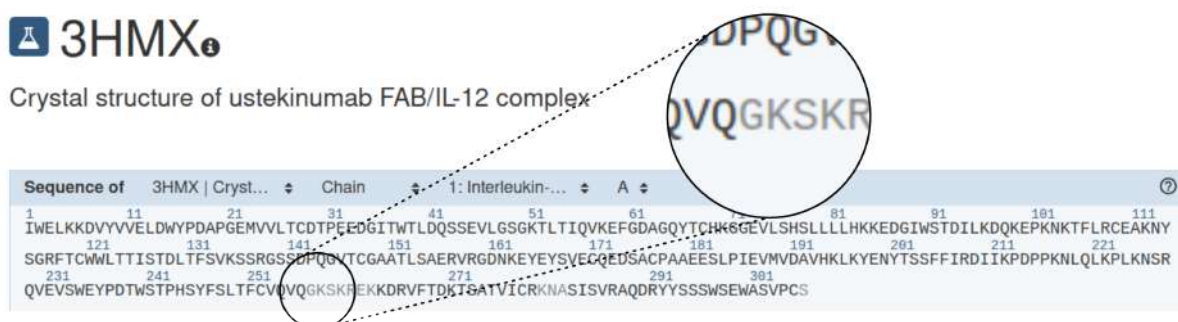 3HMX
Crystal structure of ustekinumab FAB/IL-12 complex
DPQGV
QVQGKSKR
Sequence of 3HMX | Cryst... Chain 1: Interleukin-... A
1 11 21 31 41 51 61 71 81 91 101 111
IWELKKDVYVVELDWYPDAPGEMVVLTCDTPEEDGITWTLDQSSEVLGSGKTLTIQVKEFGDAGQYTCHKGGEVLSHSLLLLHKKEDGIWSTDILKDQKEPKNKTFLRCEAKNY
121 131 141 151 161 171 181 191 201 211 221
SGRFTCWWLTTISTDLTFSVKSSRGSSDPQGVTCGAATLSAERVRGDNKEYEYSVECQEDSACPAAEESLPIEVMVDAVHKLKYENYTSSFFIRDIIKPDPPKNLQLKPLKNSR
231 241 251 271 291 301
QVEVSWEYPDTWSTPHSYFSLTFCVQVQGKSKREKKDRVFTDKTSATVICRKNASISVRAQDRYYSSSWSEWASVPCS